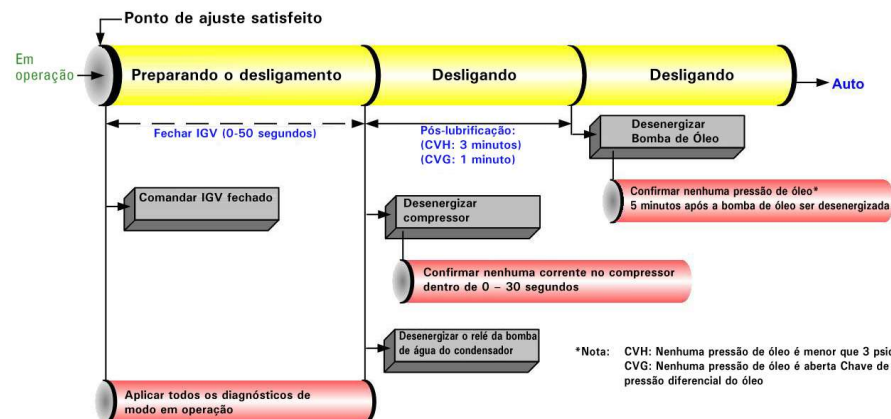 Ponto de ajuste satisfeito
Em
operação
Preparando o desligamento
Desligando
Desligando
Auto
Fechar IGV (0-50 segundos)
Pós-lubrificação:
(CVH: 3 minutos)
(CVG: 1 minuto)
Desenergizar
Bomba de Óleo
Comandar IGV fechado
Desenergizar
compressor
Confirmar nenhuma pressão de óleo*
5 minutos após a bomba de óleo ser desenergizada
Confirmar nenhuma corrente no compressor
dentro de 0 – 30 segundos
Desenergizar o relé da bomba
de água do condensador
*Nota: CVH: Nenhuma pressão de óleo é menor que 3 psid
CVG: Nenhuma pressão de óleo é aberta Chave de
pressão diferencial do óleo
Aplicar todos os diagnósticos de
modo em operação